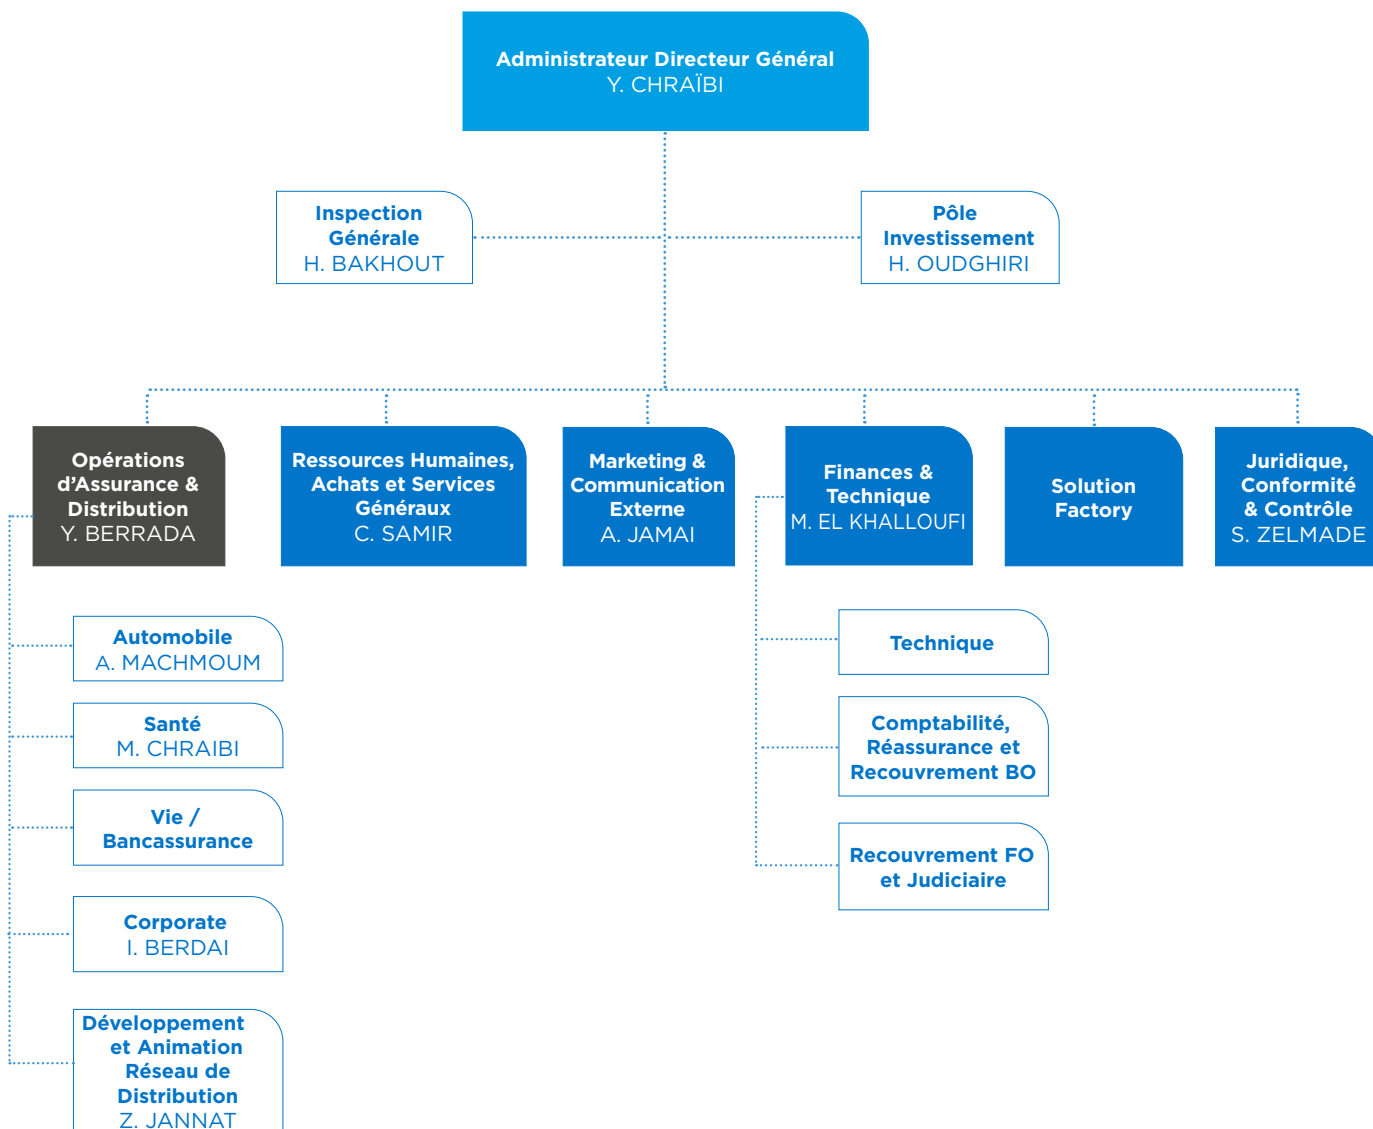 Administrateur Directeur Général
Y. CHRAÏBI
Inspection
Générale
H. BAKHOUT
Pôle
Investissement
H. OUDGHIRI
Opérations
d'Assurance &
Distribution
Y. BERRADA
Ressources Humaines,
Achats et Services
Généraux
C. SAMIR
Marketing &
Communication
Externe
A. JAMAI
Finances &
Technique
M. EL KHALLOUFI
Solution
Factory
Juridique,
Conformité
& Contrôle
S. ZELMADE
Automobile
A. MACHMOUM
Santé
M. CHRAIBI
Vie /
Bancassurance
Corporate
I. BERDAI
Développement
et Animation
Réseau de
Distribution
Z. JANNAT
Technique
Comptabilité,
Réassurance et
Recouvrement BO
Recouvrement FO
et Judiciaire